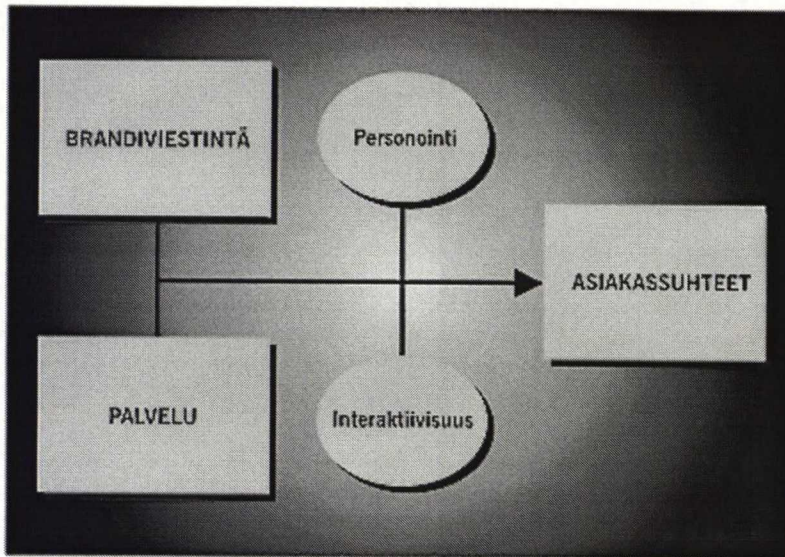 BRANDIVIESTINTÄ
Personointi
ASIAKASSUHTEET
PALVELU
Interaktiivisuus